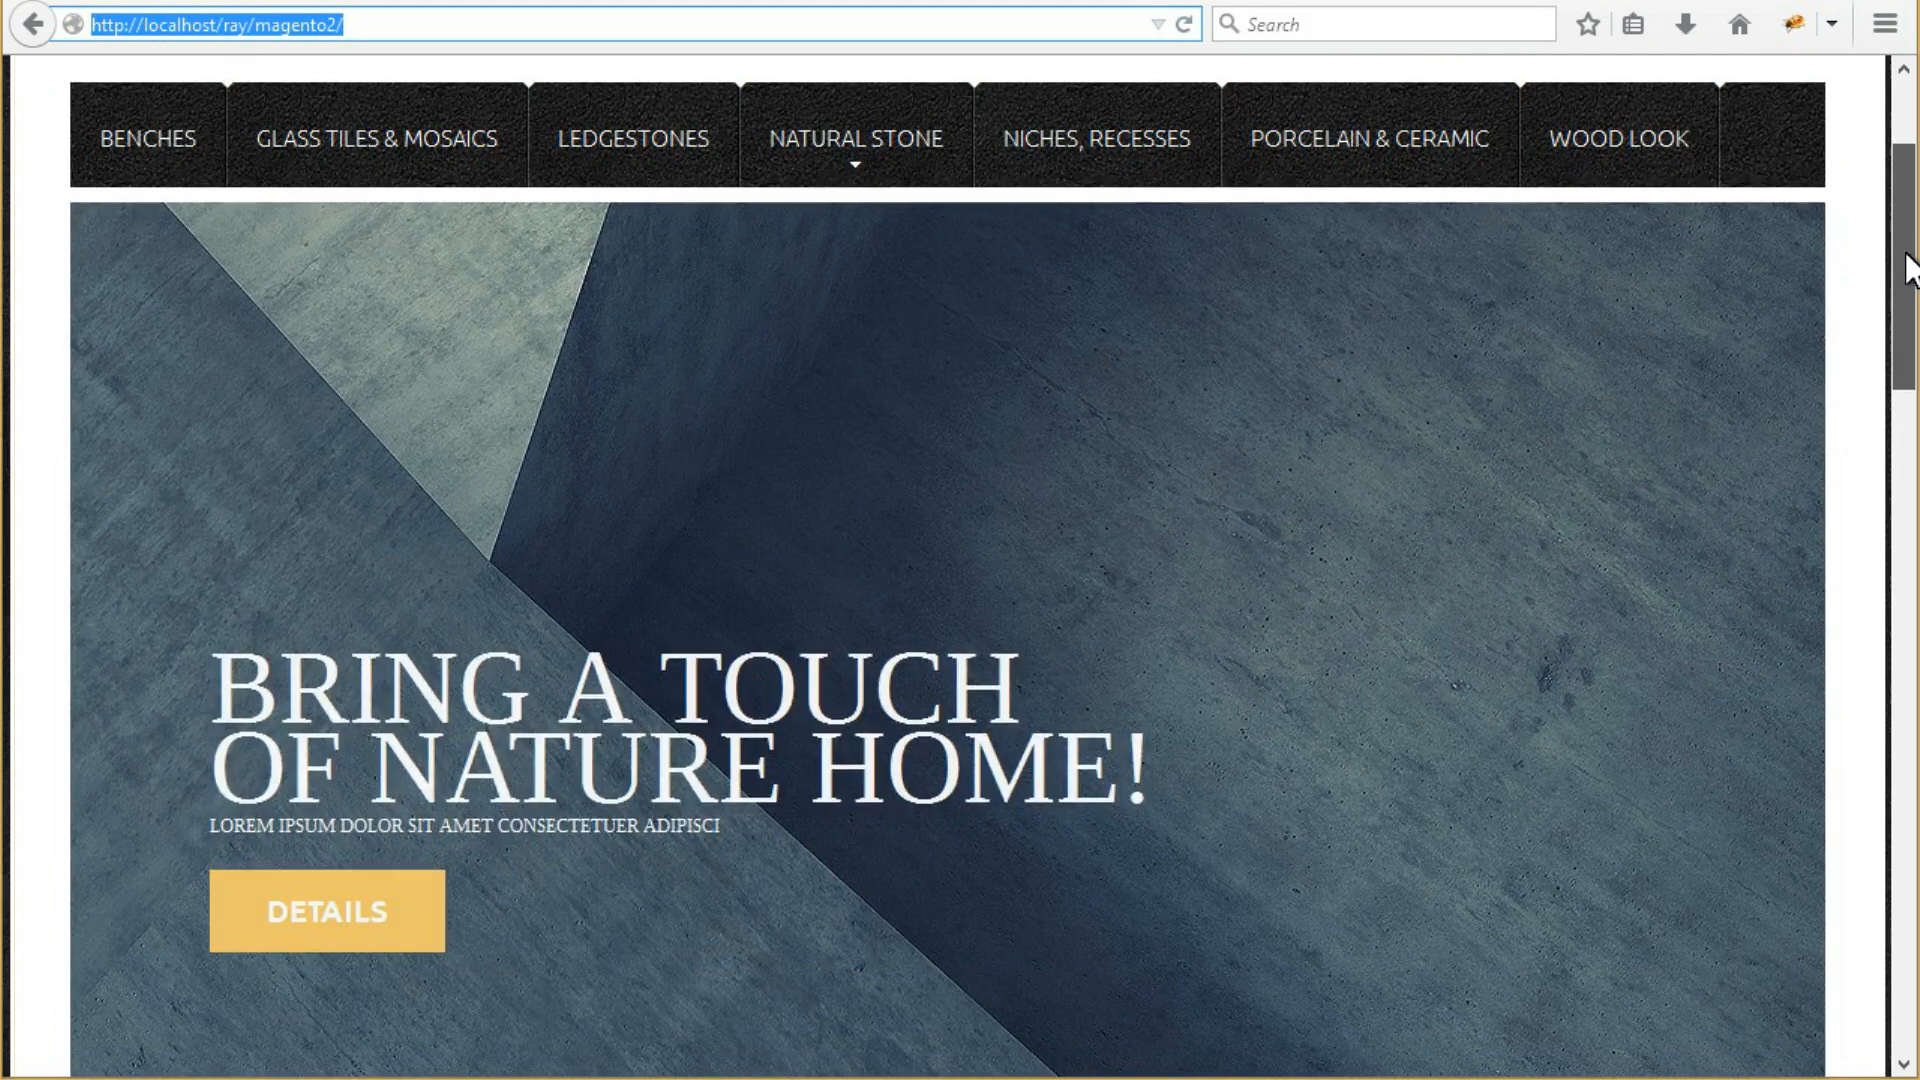 http://localhost/ray/magento2/
Search
BENCHES
GLASS TILES & MOSAICS
LEDGESTONES
NATURAL STONE
NICHES, RECESSES
PORCELAIN & CERAMIC
WOOD LOOK
BRING A TOUCH
OF NATURE HOME!
LOREM IPSUM DOLOR SIT AMET CONSECTETUER ADIPISCI
DETAILS